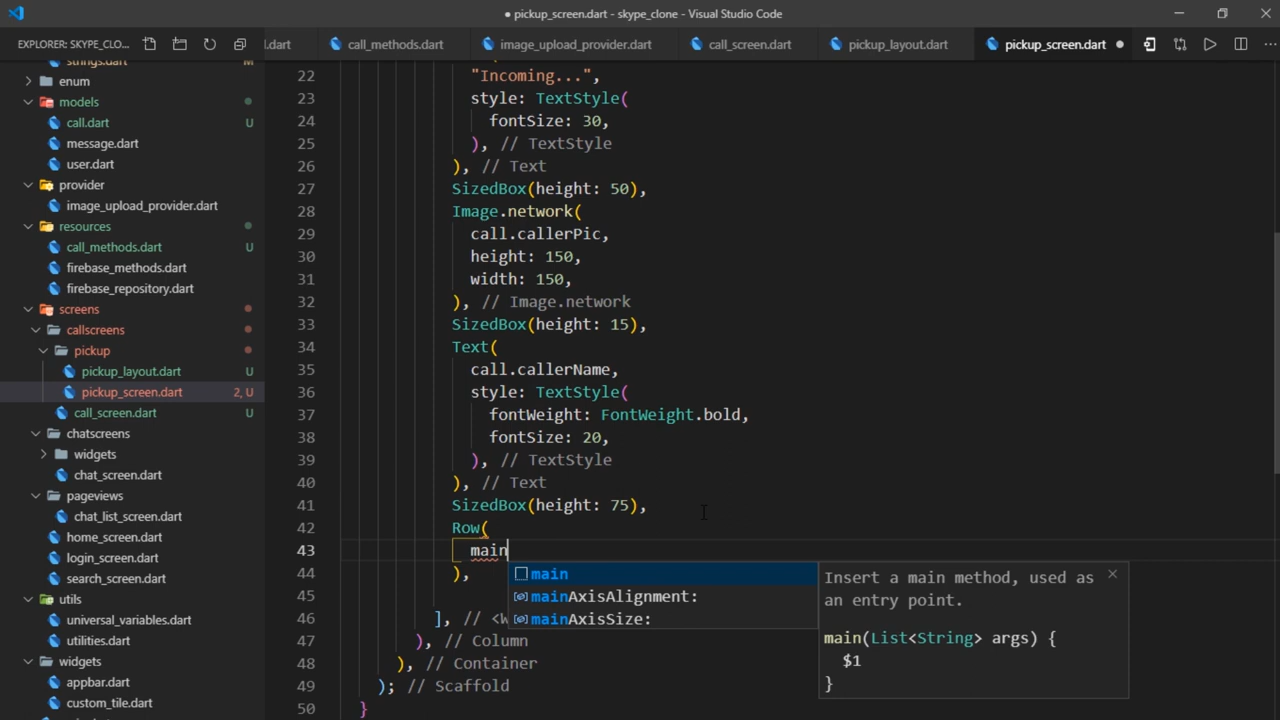 ● pickup_screen.dart - skype_clone - Visual Studio Code
EXPLORER: SKYPE_CLO...
l.dart
call_methods.dart
image_upload_provider.dart
call_screen.dart
pickup_layout.dart
pickup_screen.dart ●
strings.dart M
enum
models
call.dart U
message.dart
user.dart
provider
image_upload_provider.dart
resources
call_methods.dart U
firebase_methods.dart
firebase_repository.dart
screens
callscreens
pickup
pickup_layout.dart U
pickup_screen.dart 2, U
call_screen.dart U
chatscreens
widgets
chat_screen.dart
pageviews
chat_list_screen.dart
home_screen.dart
login_screen.dart
search_screen.dart
utils
universal_variables.dart
utilities.dart
widgets
appbar.dart
custom_tile.dart
22 "Incoming...",
23 style: TextStyle(
24 fontSize: 30,
25 ), // TextStyle
26 ), // Text
27 SizedBox(height: 50),
28 Image.network(
29 call.callerPic,
30 height: 150,
31 width: 150,
32 ), // Image.network
33 SizedBox(height: 15),
34 Text(
35 call.callerName,
36 style: TextStyle(
37 fontWeight: FontWeight.bold,
38 fontSize: 20,
39 ), // TextStyle
40 ), // Text
41 SizedBox(height: 75),
42 Row(
43 main
44 ),
45
46 ], // <W
47 ), // Column
48 ), // Container
49 ); // Scaffold
50 }
main
mainAxisAlignment:
mainAxisSize:
Insert a main method, used as
an entry point.
main(List<String> args) {
$1
}